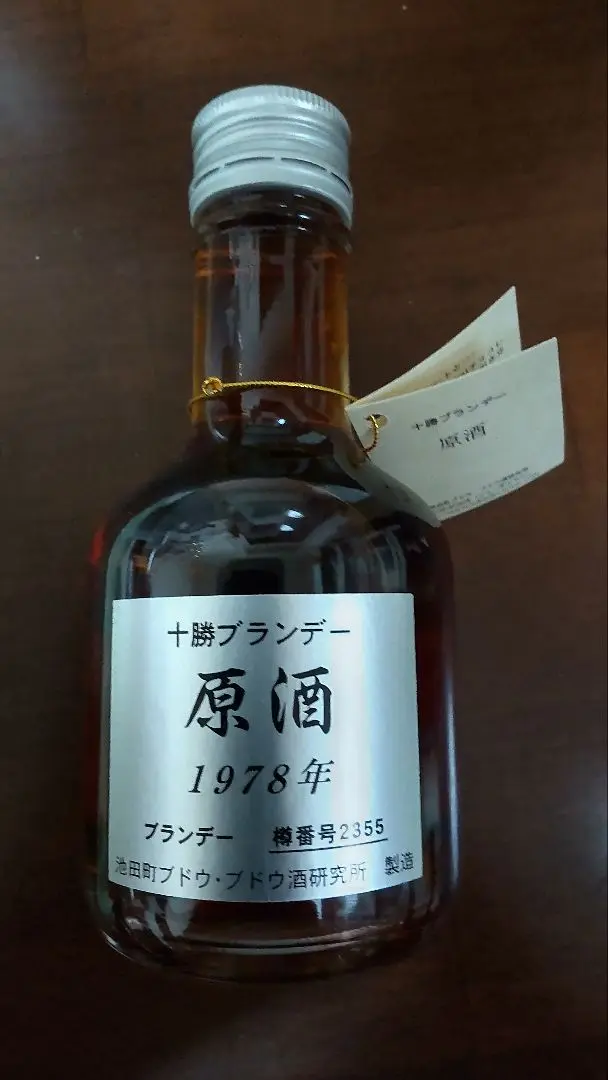 十勝ブランデー
原酒
十勝ブランデー
原酒
1978年
ブランデー 樽番号2355
池田町ブドウ・ブドウ酒研究所 製造